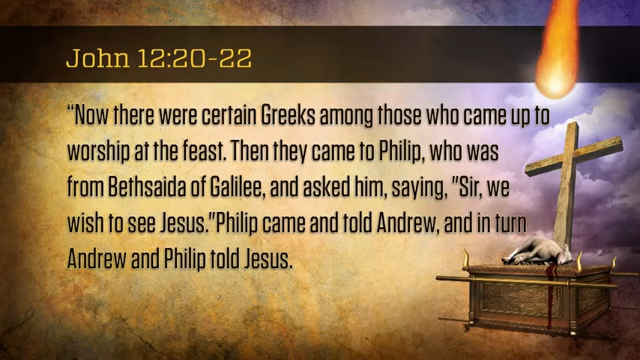 John 12:20-22
“Now there were certain Greeks among those who came up to
worship at the feast. Then they came to Philip, who was
from Bethsaida of Galilee, and asked him, saying, "Sir, we
wish to see Jesus."Philip came and told Andrew, and in turn
Andrew and Philip told Jesus.